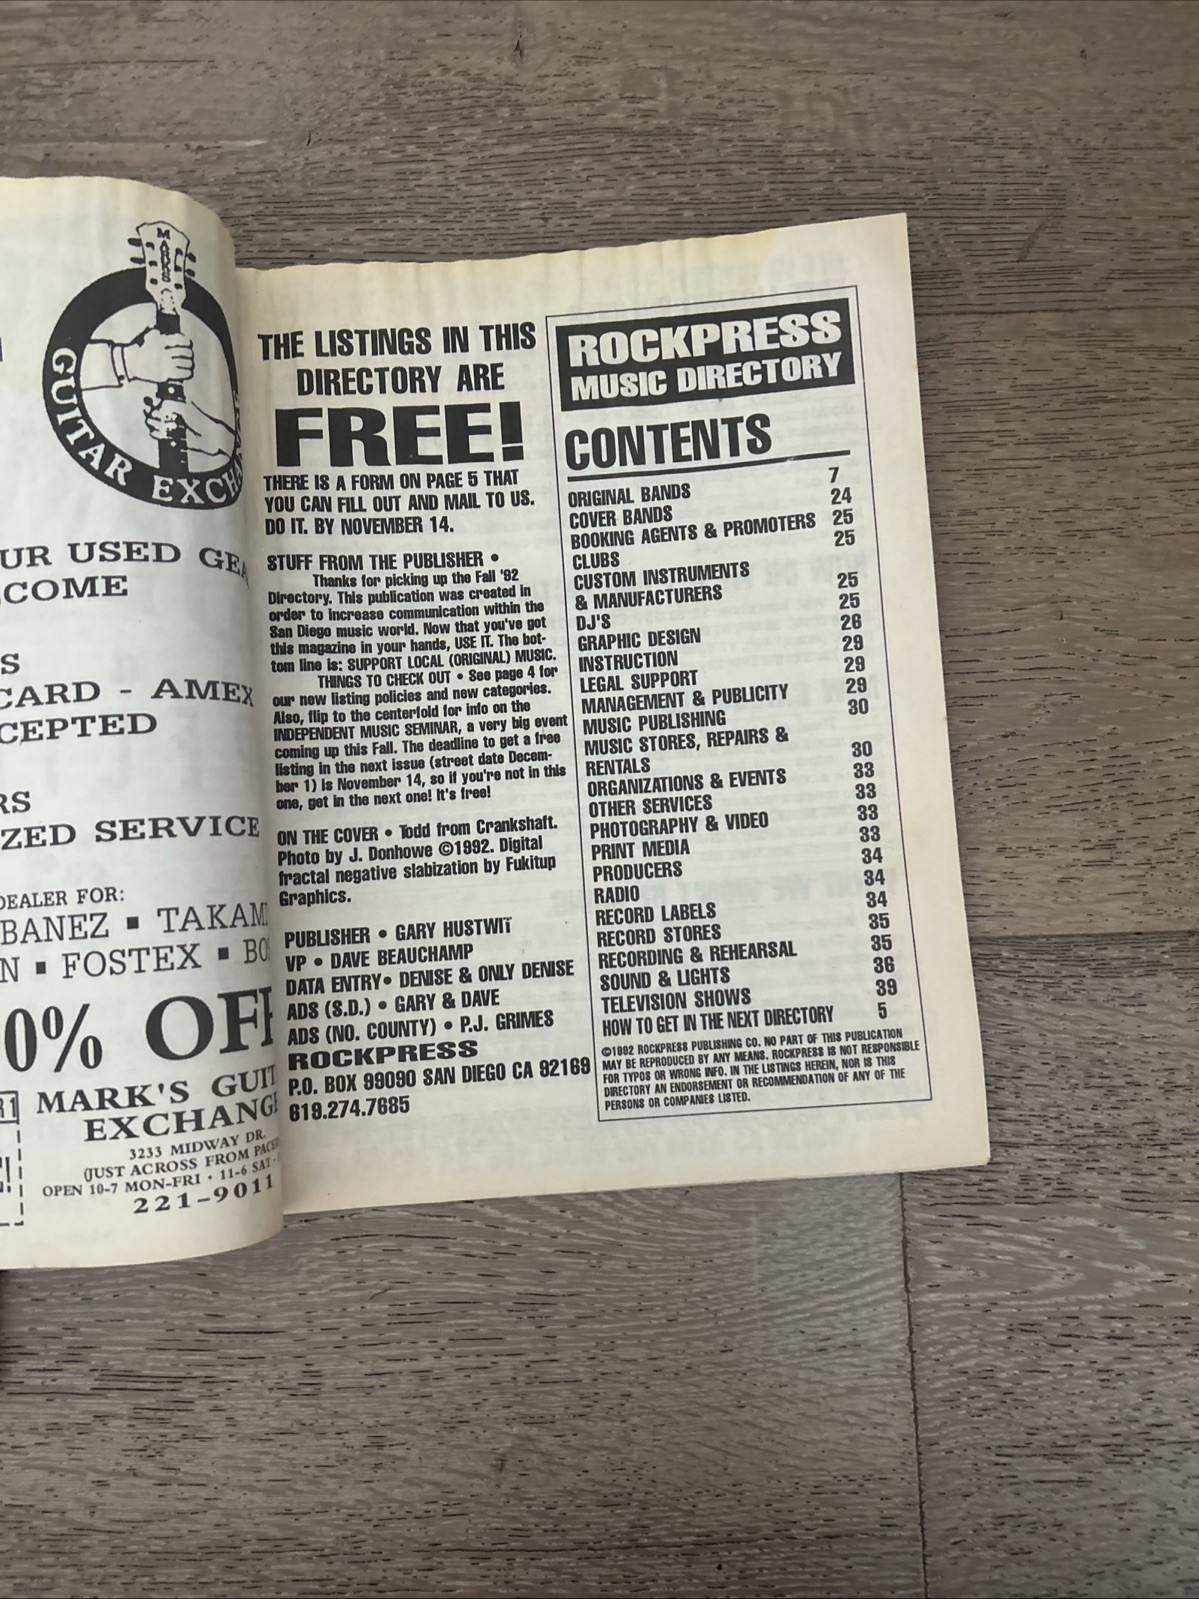 MARKS
GUITAR EXCH
UR USED GEA
COME
S
CARD - AMEX
CEPTED
RS
ZED SERVICE
DEALER FOR:
BANEZ ▪ TAKAM
N ▪ FOSTEX ▪ BO
0% OFF
MARK'S GUIT
EXCHANG
3233 MIDWAY DR.
(JUST ACROSS FROM PACE
OPEN 10-7 MON-FRI · 11-6 SAT
221-9011
THE LISTINGS IN THIS
DIRECTORY ARE
FREE!
THERE IS A FORM ON PAGE 5 THAT
YOU CAN FILL OUT AND MAIL TO US.
DO IT. BY NOVEMBER 14.
STUFF FROM THE PUBLISHER •
Thanks for picking up the Fall '92
Directory. This publication was created in
order to increase communication within the
San Diego music world. Now that you've got
this magazine in your hands, USE IT. The bot-
tom line is: SUPPORT LOCAL (ORIGINAL) MUSIC.
THINGS TO CHECK OUT • See page 4 for
our new listing policies and new categories.
Also, flip to the centerfold for info on the
INDEPENDENT MUSIC SEMINAR, a very big event
coming up this Fall. The deadline to get a free
listing in the next issue (street date Decem-
ber 1) is November 14, so if you're not in this
one, get in the next one! It's free!
ON THE COVER • Todd from Crankshaft.
Photo by J. Donhowe ©1992. Digital
fractal negative slabization by Fukitup
Graphics.
PUBLISHER • GARY HUSTWIT
VP • DAVE BEAUCHAMP
DATA ENTRY• DENISE & ONLY DENISE
ADS (S.D.) • GARY & DAVE
ADS (NO. COUNTY) • P.J. GRIMES
ROCKPRESS
P.O. BOX 99090 SAN DIEGO CA 92169
619.274.7685
ROCKPRESS
MUSIC DIRECTORY
CONTENTS
ORIGINAL BANDS 7
COVER BANDS 24
BOOKING AGENTS & PROMOTERS 25
CLUBS 25
CUSTOM INSTRUMENTS
& MANUFACTURERS 25
DJ'S 25
GRAPHIC DESIGN 26
INSTRUCTION 29
LEGAL SUPPORT 29
MANAGEMENT & PUBLICITY 29
MUSIC PUBLISHING 30
MUSIC STORES, REPAIRS &
RENTALS 30
ORGANIZATIONS & EVENTS 33
OTHER SERVICES 33
PHOTOGRAPHY & VIDEO 33
PRINT MEDIA 33
PRODUCERS 34
RADIO 34
RECORD LABELS 34
RECORD STORES 35
RECORDING & REHEARSAL 35
SOUND & LIGHTS 36
TELEVISION SHOWS 39
HOW TO GET IN THE NEXT DIRECTORY 5
©1992 ROCKPRESS PUBLISHING CO. NO PART OF THIS PUBLICATION
MAY BE REPRODUCED BY ANY MEANS. ROCKPRESS IS NOT RESPONSIBLE
FOR TYPOS OR WRONG INFO. IN THE LISTINGS HEREIN, NOR IS THIS
DIRECTORY AN ENDORSEMENT OR RECOMMENDATION OF ANY OF THE
PERSONS OR COMPANIES LISTED.